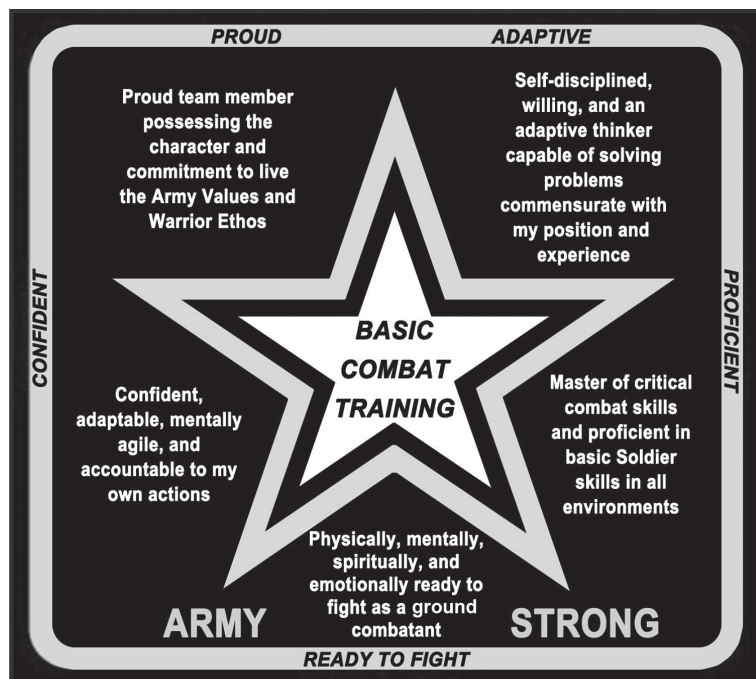 PROUD
ADAPTIVE
Proud team member
possessing the
character and
commitment to live
the Army Values and
Warrior Ethos
Self-disciplined,
willing, and an
adaptive thinker
capable of solving
problems
commensurate with
my position and
experience
CONFIDENT
PROFICIENT
BASIC
COMBAT
TRAINING
Confident,
adaptable, mentally
agile, and
accountable to my
own actions
Master of critical
combat skills
and proficient in
basic Soldier
skills in all
environments
Physically, mentally,
spiritually, and
emotionally ready to
fight as a ground
combatant
ARMY
STRONG
READY TO FIGHT